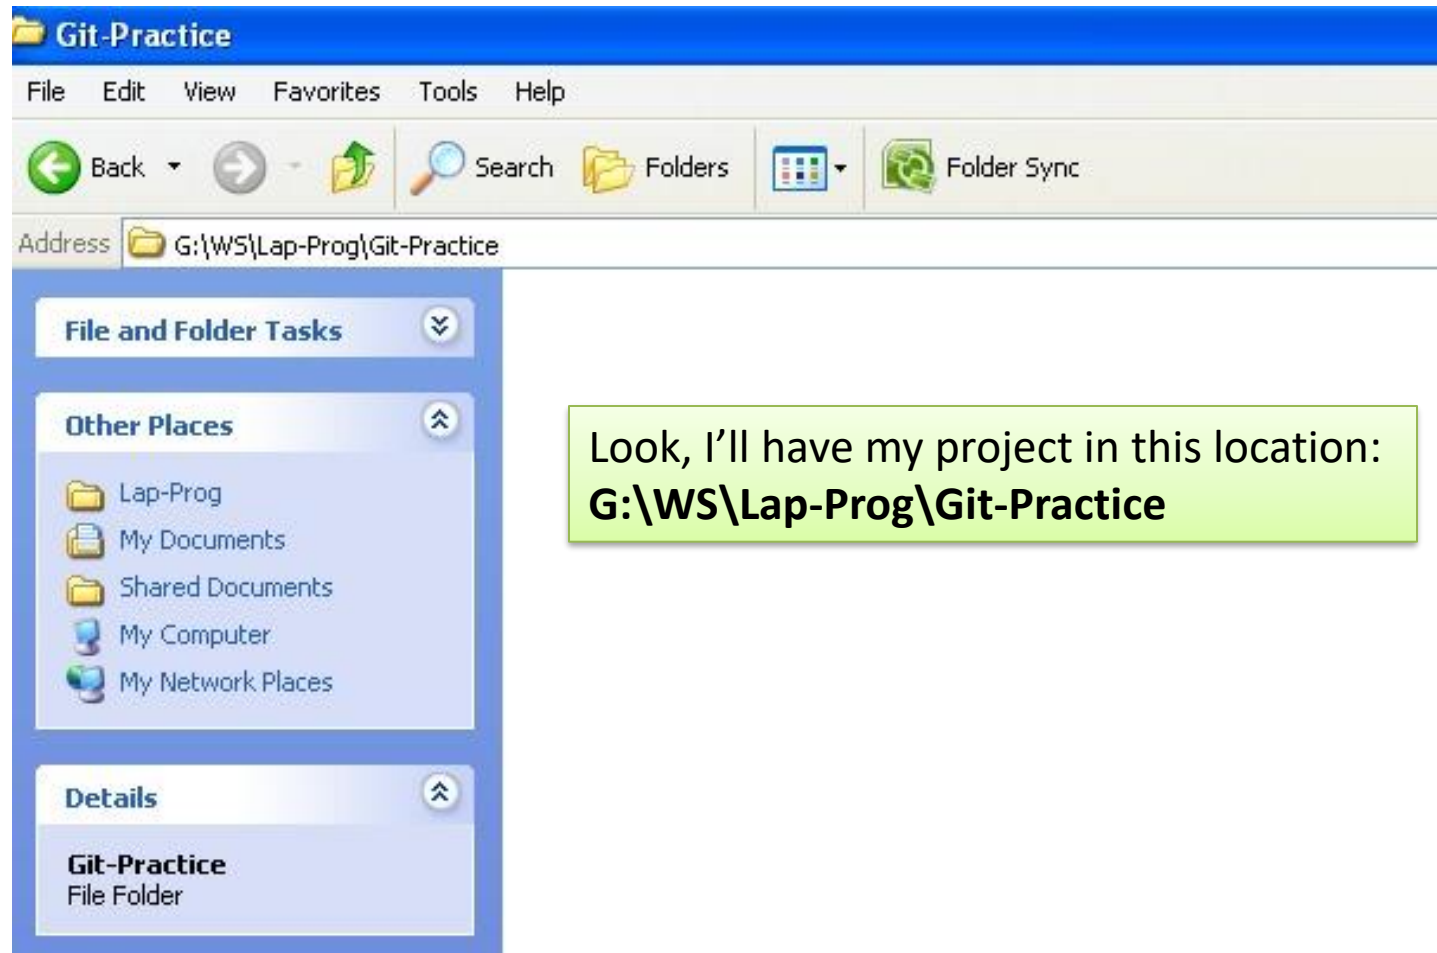 Git-Practice
File Edit View Favorites Tools Help
Back Search Folders Folder Sync
Address G:\WS\Lap-Prog\Git-Practice
File and Folder Tasks
Other Places
Lap-Prog
My Documents
Shared Documents
My Computer
My Network Places
Details
Git-Practice
File Folder
Look, I’ll have my project in this location:
G:\WS\Lap-Prog\Git-Practice